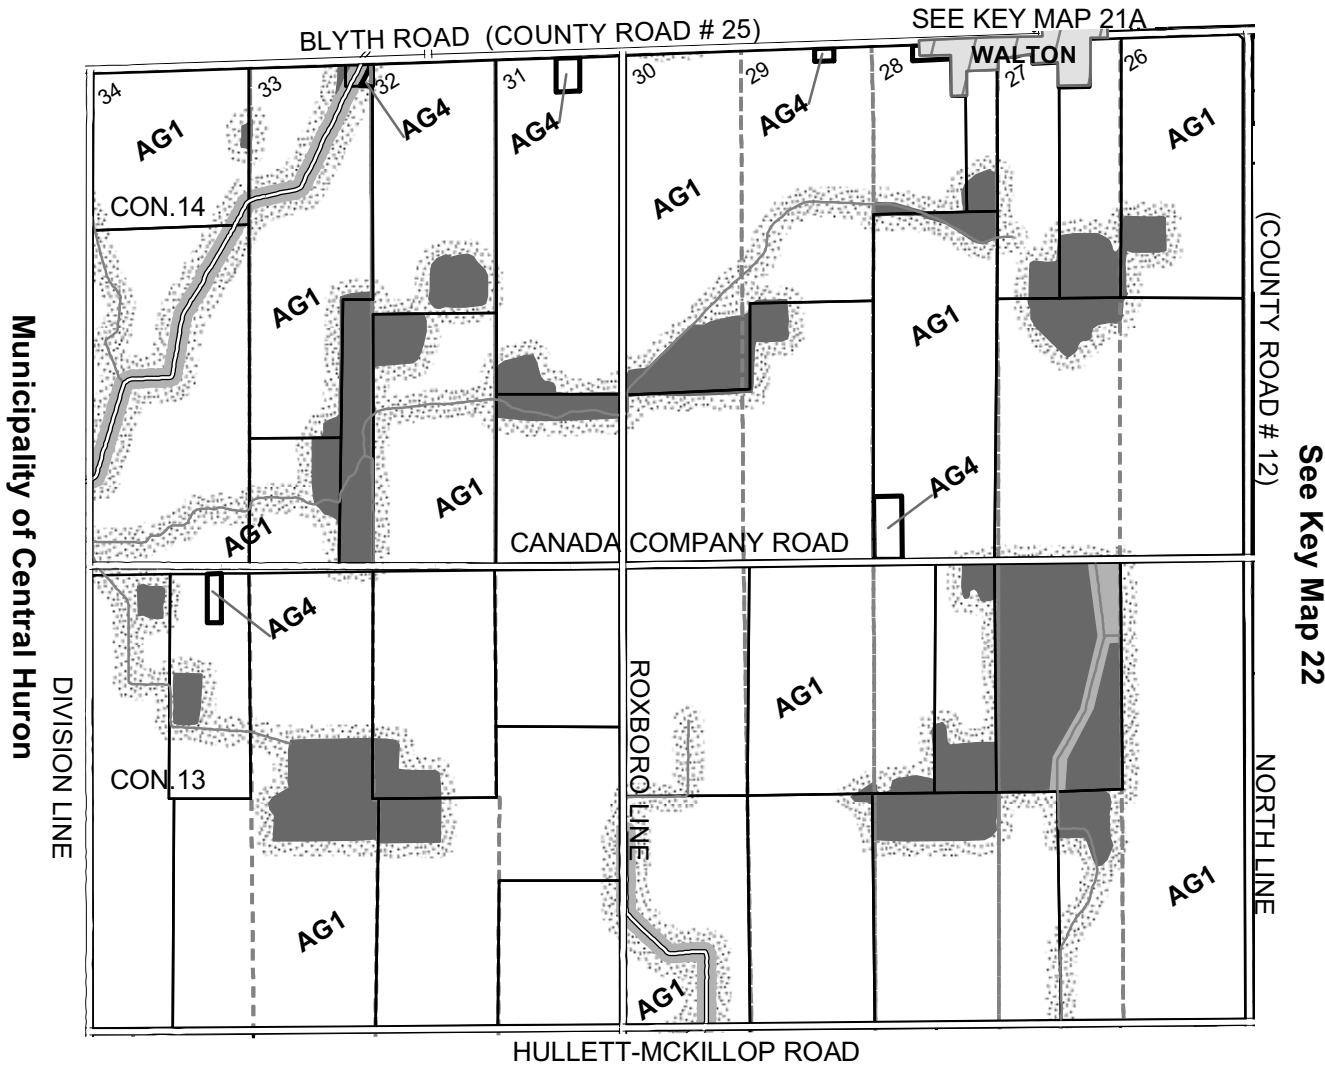 SEE KEY MAP 21A
BLYTH ROAD (COUNTY ROAD # 25)
WALTON
34
33
32
31
30
29
28
27
26
AG1
AG4
AG4
AG4
AG1
AG1
CON.14
AG1
AG1
(COUNTY ROAD # 12)
Municipality of Central Huron
See Key Map 22
AG1
AG4
AG1
CANADA COMPANY ROAD
AG4
DIVISION LINE
ROXBORO LINE
AG1
CON.13
NORTH LINE
AG1
AG1
AG1
HULLETT-MCKILLOP ROAD